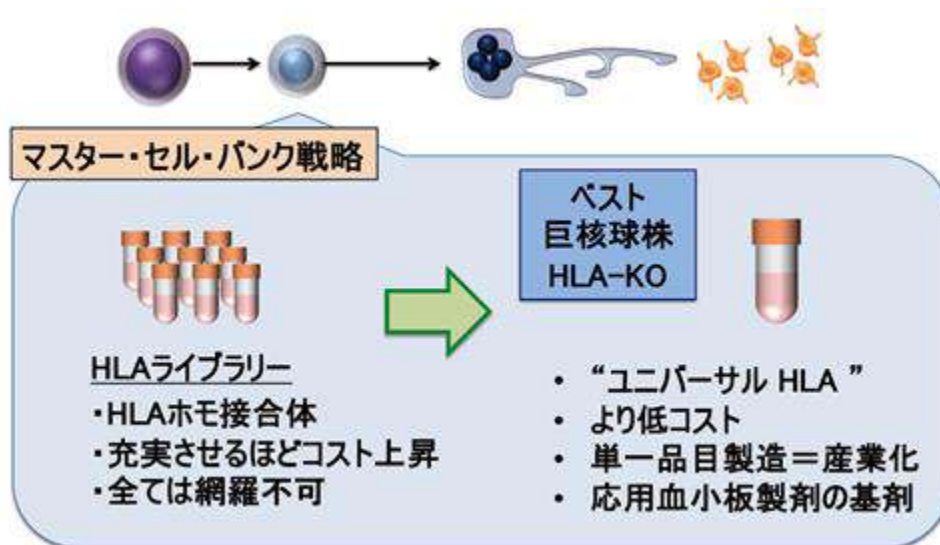 マスター・セル・バンク戦略
ベスト
巨核球株
HLA-KO
HLAライブラリー
・HLAホモ接合体
・充実させるほどコスト上昇
・全ては網羅不可
• “ユニバーサル HLA ”
• より低コスト
• 単一品目製造＝産業化
• 応用血小板製剤の基剤